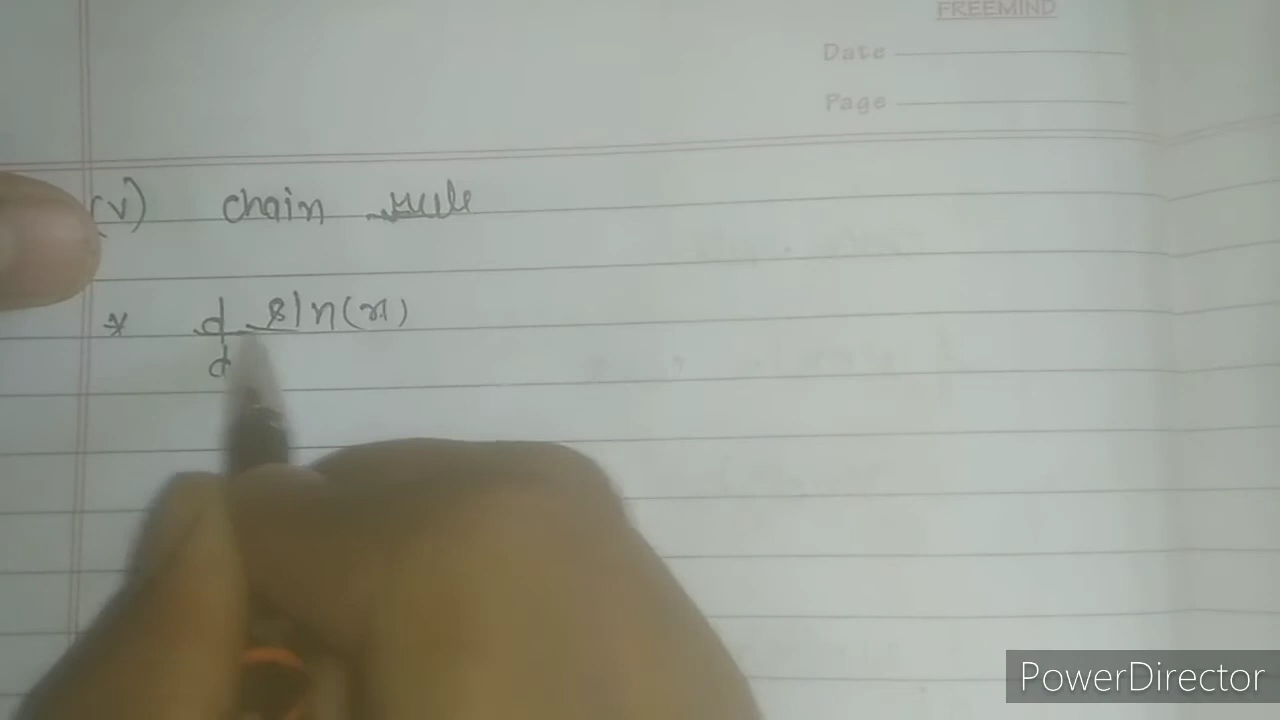 FREEMIND
Date
Page
(v) chain rule
* d sin(x)
d
PowerDirector